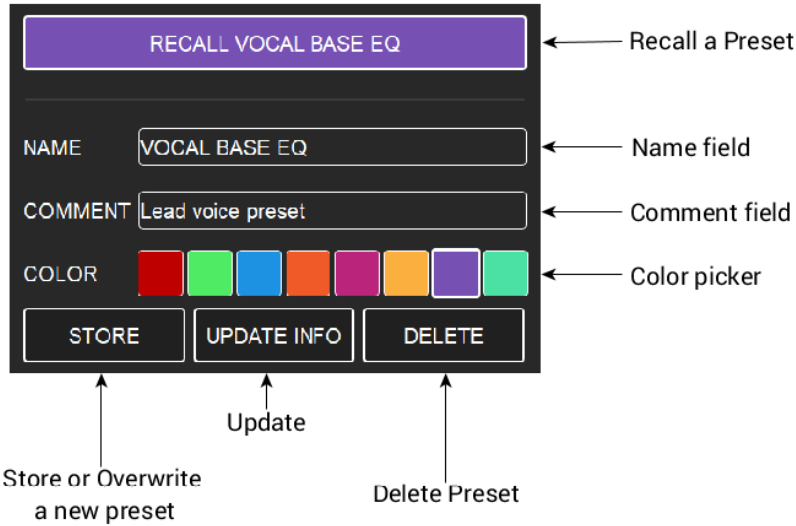 RECALL VOCAL BASE EQ
Recall a Preset
NAME
VOCAL BASE EQ
Name field
COMMENT
Lead voice preset
Comment field
COLOR
Color picker
STORE
UPDATE INFO
DELETE
Update
Store or Overwrite
a new preset
Delete Preset